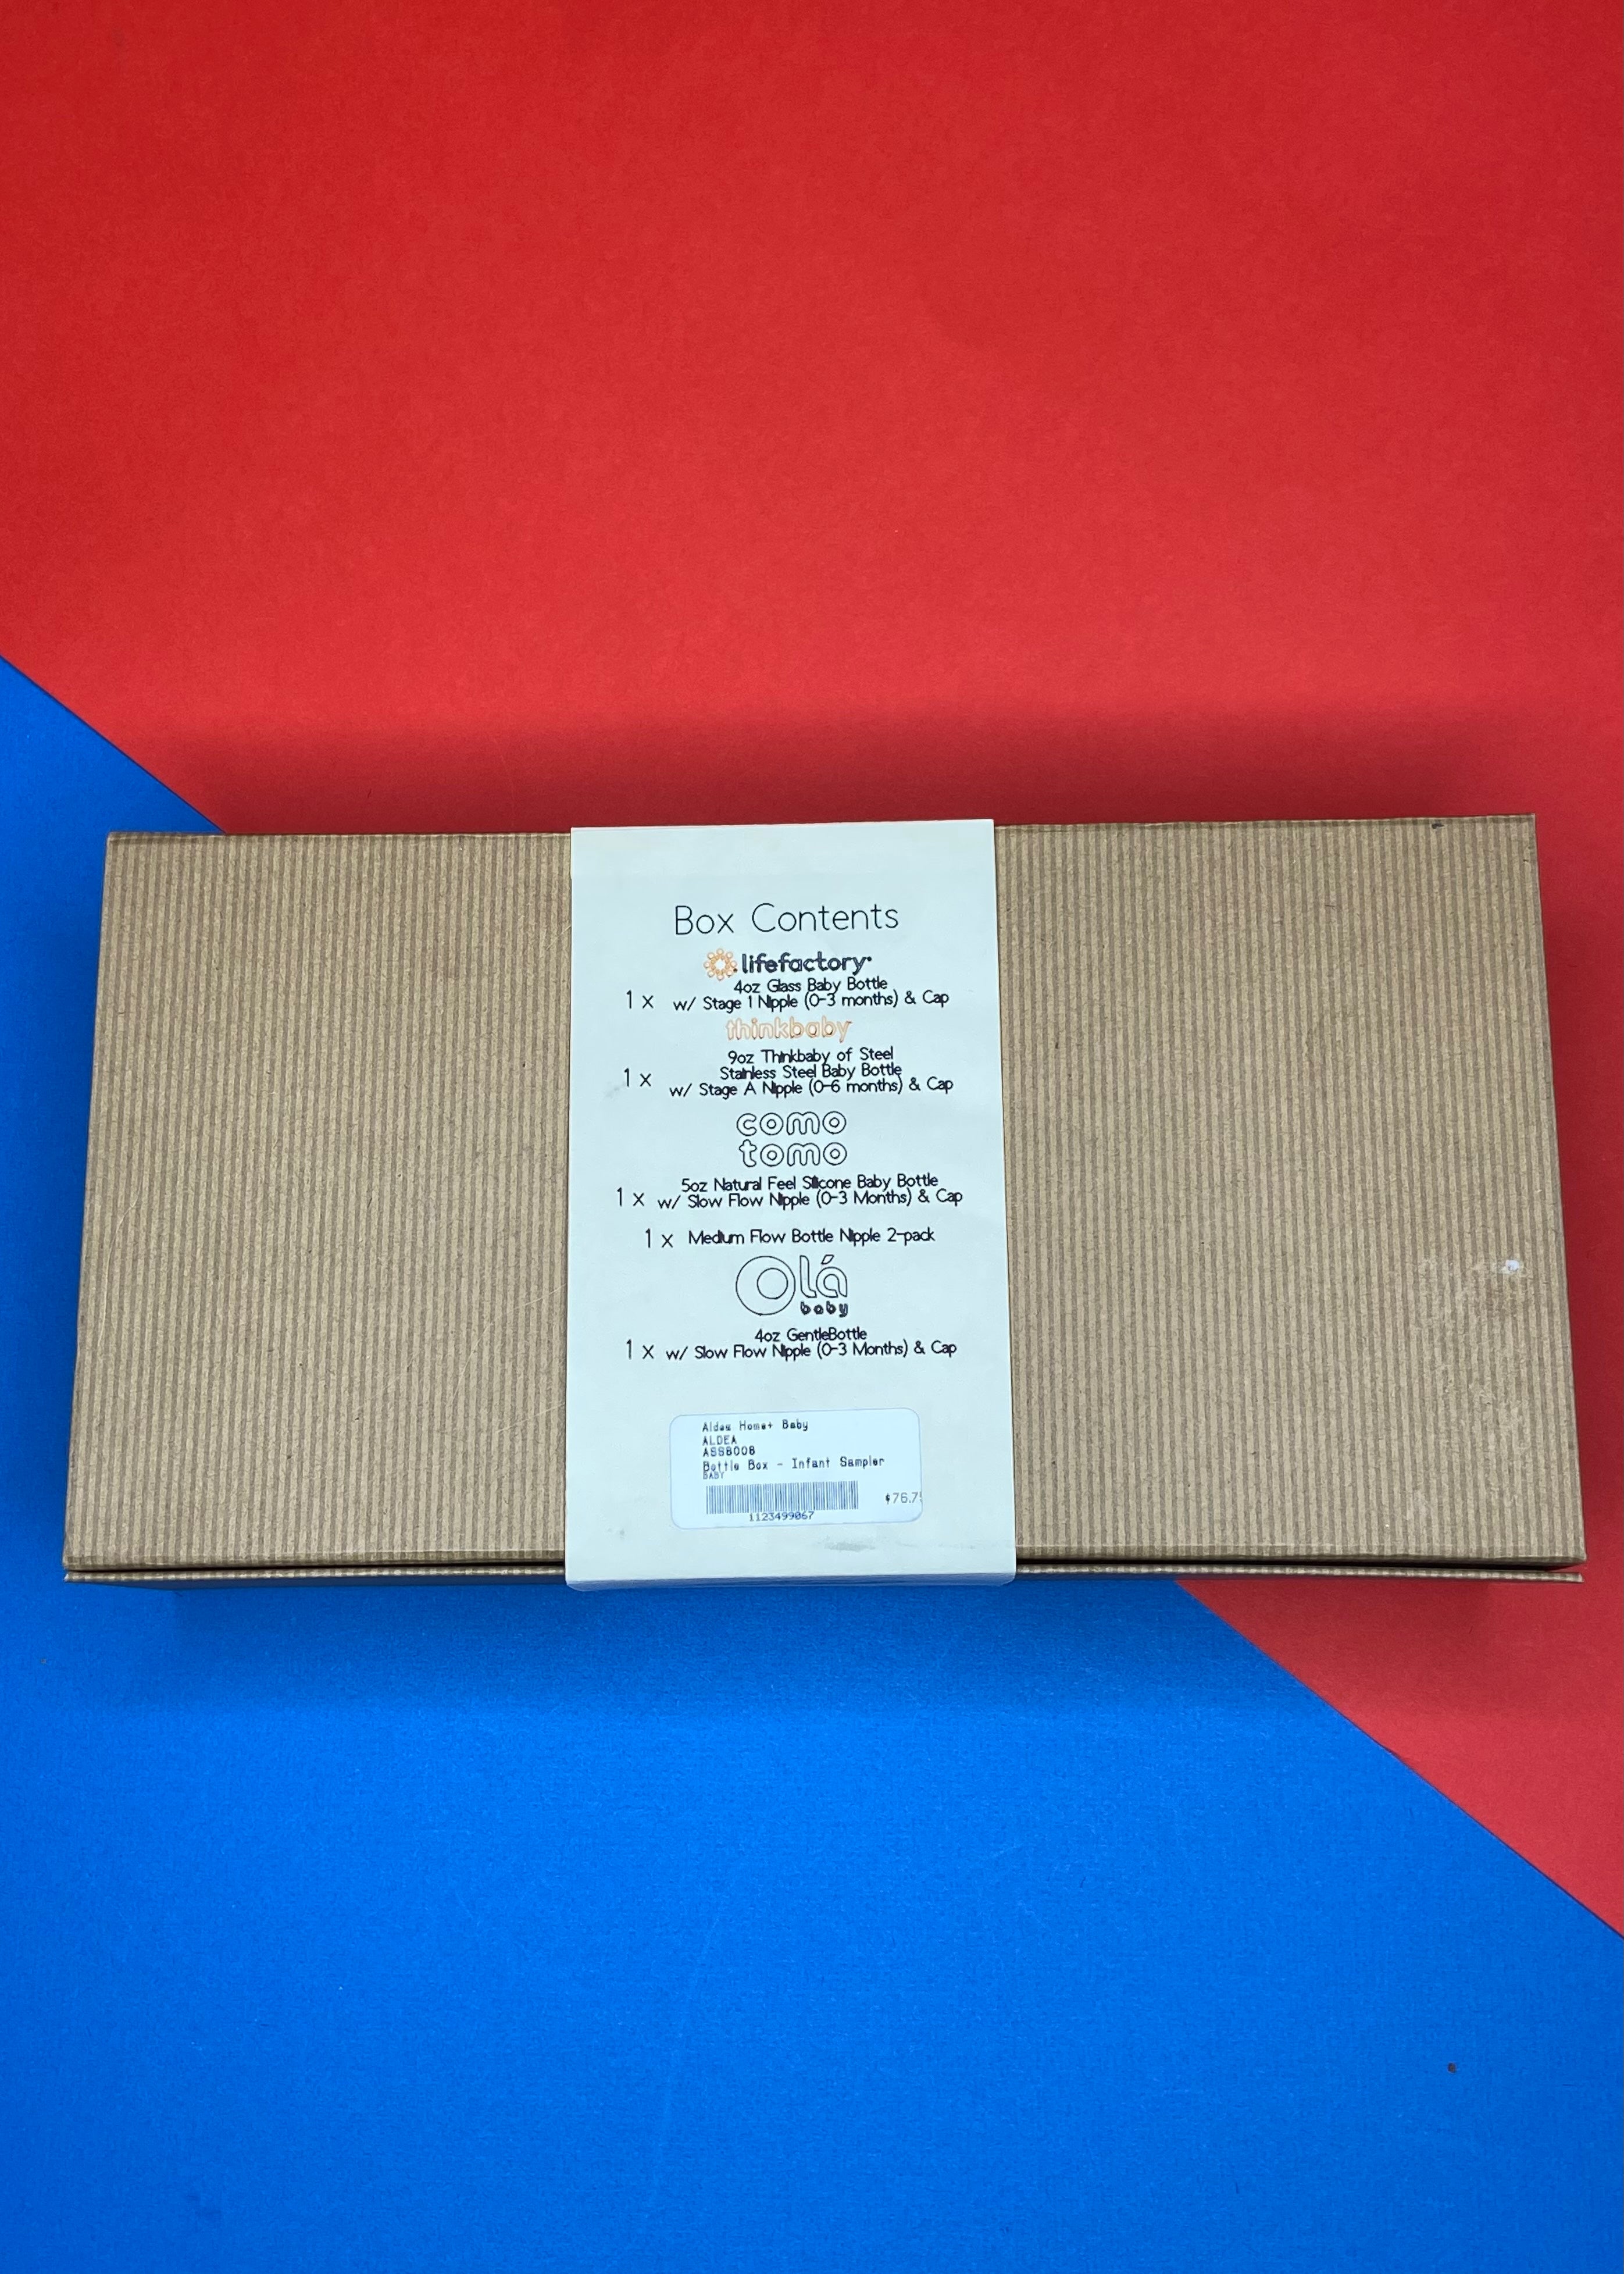 Box Contents
lifefactory
4oz Glass Baby Bottle
1 x w/ Stage 1 Nipple (0-3 months) & Cap
thinkbaby
9oz Thinkbaby of Steel
Stainless Steel Baby Bottle
1 x w/ Stage A Nipple (0-6 months) & Cap
como
tomo
5oz Natural Feel Silicone Baby Bottle
1 x w/ Slow Flow Nipple (0-3 Months) & Cap
1 x Medium Flow Bottle Nipple 2-pack
Olá
baby
4oz GentleBottle
1 x w/ Slow Flow Nipple (0-3 Months) & Cap
Aldea Home+ Baby
ALDEA
ASSB008
Bottle Box - Infant Sampler
BABY
1123499067